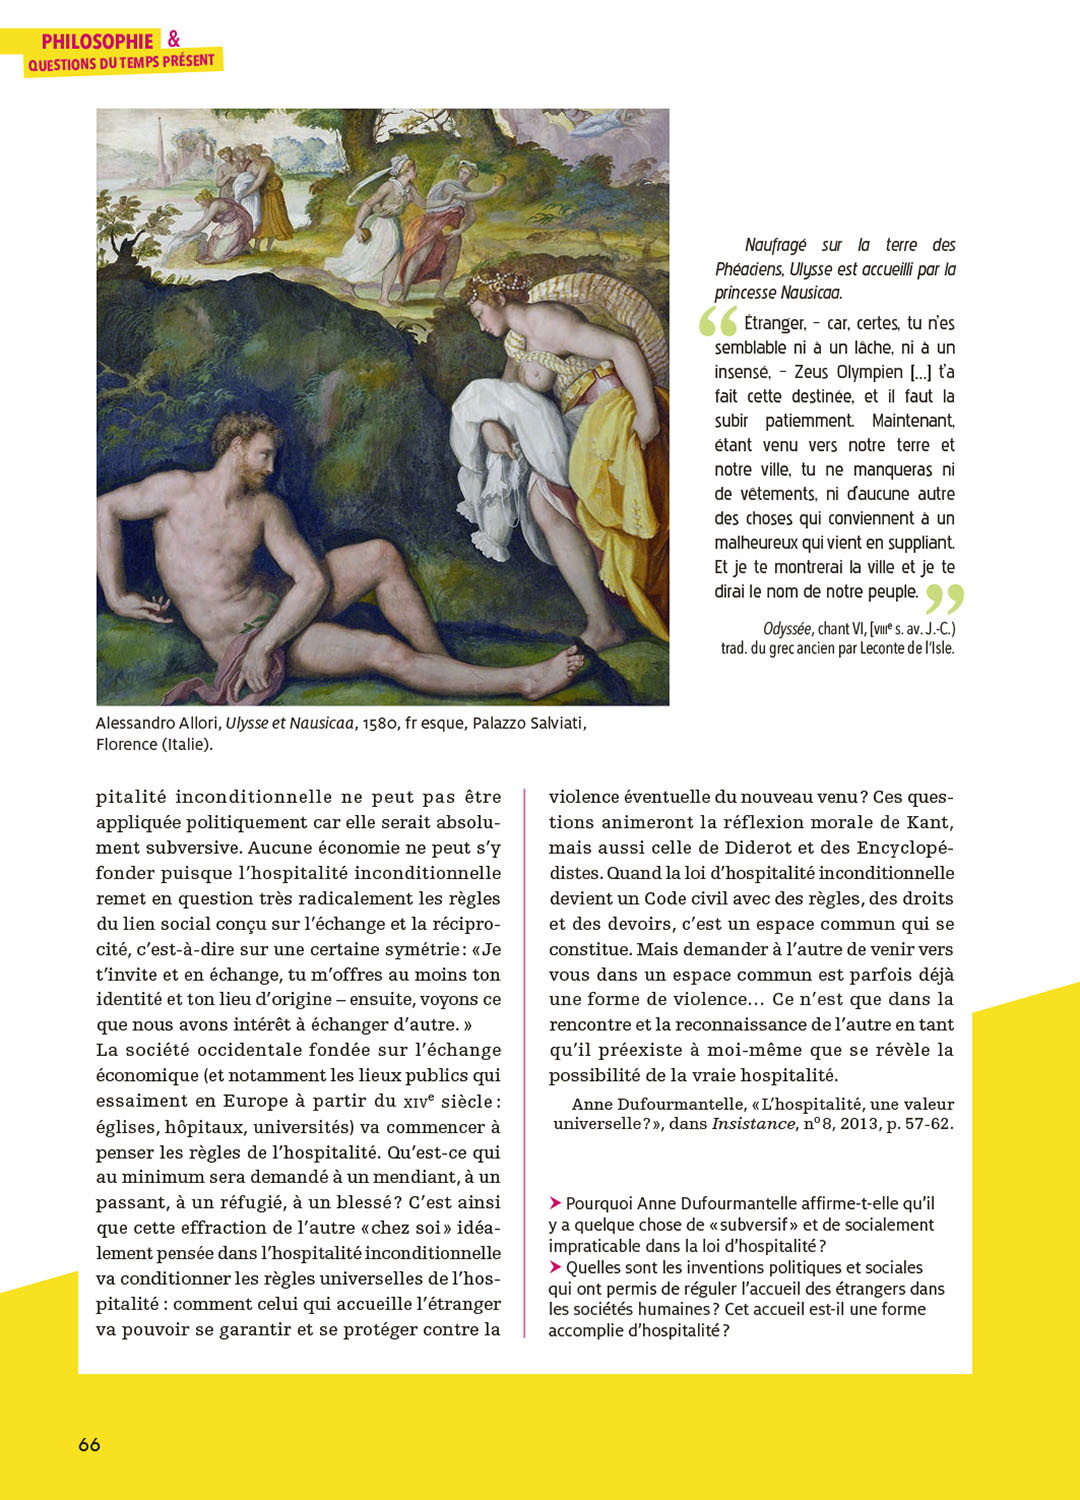 PHILOSOPHIE &
QUESTIONS DU TEMPS PRÉSENT
Naufragé sur la terre des
Phéaciens, Ulysse est accueilli par la
princesse Nausicaa.
“ Étranger, – car, certes, tu n’es
semblable ni à un lâche, ni à un
insensé, – Zeus Olympien [...] t’a
fait cette destinée, et il faut la
subir patiemment. Maintenant,
étant venu vers notre terre et
notre ville, tu ne manqueras ni
de vêtements, ni d’aucune autre
des choses qui conviennent à un
malheureux qui vient en suppliant.
Et je te montrerai la ville et je te
dirai le nom de notre peuple. ”
Odyssée, chant VI, [VIIIe s. av. J.-C.)
trad. du grec ancien par Leconte de l’Isle.
Alessandro Allori, Ulysse et Nausicaa, 1580, fr esque, Palazzo Salviati,
Florence (Italie).
pitalité inconditionnelle ne peut pas être
appliquée politiquement car elle serait absolu-
ment subversive. Aucune économie ne peut s’y
fonder puisque l’hospitalité inconditionnelle
remet en question très radicalement les règles
du lien social conçu sur l’échange et la récipro-
cité, c’est-à-dire sur une certaine symétrie : « Je
t’invite et en échange, tu m’offres au moins ton
identité et ton lieu d’origine – ensuite, voyons ce
que nous avons intérêt à échanger d’autre. »
La société occidentale fondée sur l’échange
économique (et notamment les lieux publics qui
essaiment en Europe à partir du XIVe siècle :
églises, hôpitaux, universités) va commencer à
penser les règles de l’hospitalité. Qu’est-ce qui
au minimum sera demandé à un mendiant, à un
passant, à un réfugié, à un blessé ? C’est ainsi
que cette effraction de l’autre « chez soi » idéa-
lement pensée dans l’hospitalité inconditionnelle
va conditionner les règles universelles de l’hos-
pitalité : comment celui qui accueille l’étranger
va pouvoir se garantir et se protéger contre la
violence éventuelle du nouveau venu ? Ces ques-
tions animeront la réflexion morale de Kant,
mais aussi celle de Diderot et des Encyclopé-
distes. Quand la loi d’hospitalité inconditionnelle
devient un Code civil avec des règles, des droits
et des devoirs, c’est un espace commun qui se
constitue. Mais demander à l’autre de venir vers
vous dans un espace commun est parfois déjà
une forme de violence… Ce n’est que dans la
rencontre et la reconnaissance de l’autre en tant
qu’il préexiste à moi-même que se révèle la
possibilité de la vraie hospitalité.
Anne Dufourmantelle, « L’hospitalité, une valeur
universelle ? », dans Insistance, nº 8, 2013, p. 57-62.
➤ Pourquoi Anne Dufourmantelle affirme-t-elle qu’il
y a quelque chose de « subversif » et de socialement
impraticable dans la loi d’hospitalité ?
➤ Quelles sont les inventions politiques et sociales
qui ont permis de réguler l’accueil des étrangers dans
les sociétés humaines ? Cet accueil est-il une forme
accomplie d’hospitalité ?
66